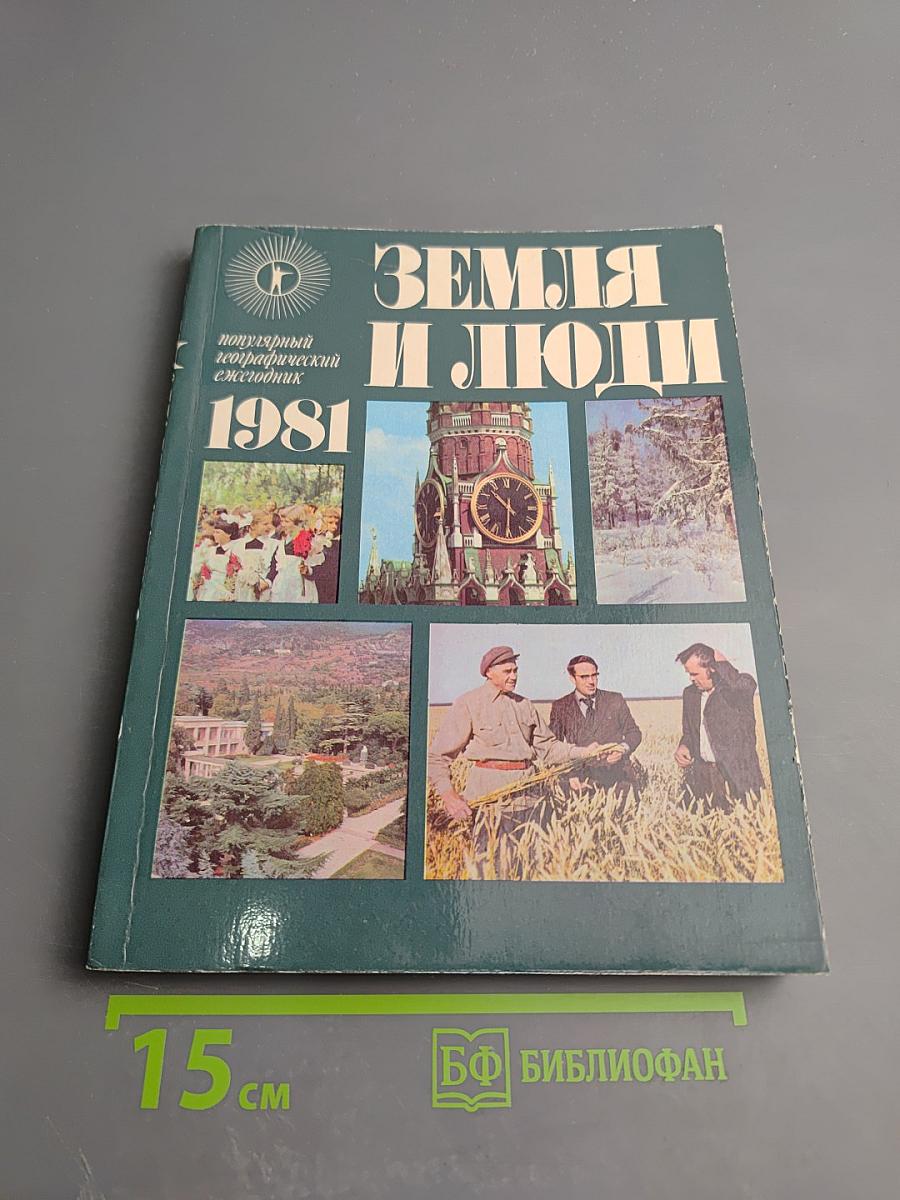 ЗЕМЛЯ
И ЛЮДИ
популярный
географический
ежегодник
1981
15 см
БФ БИБЛИОФАН